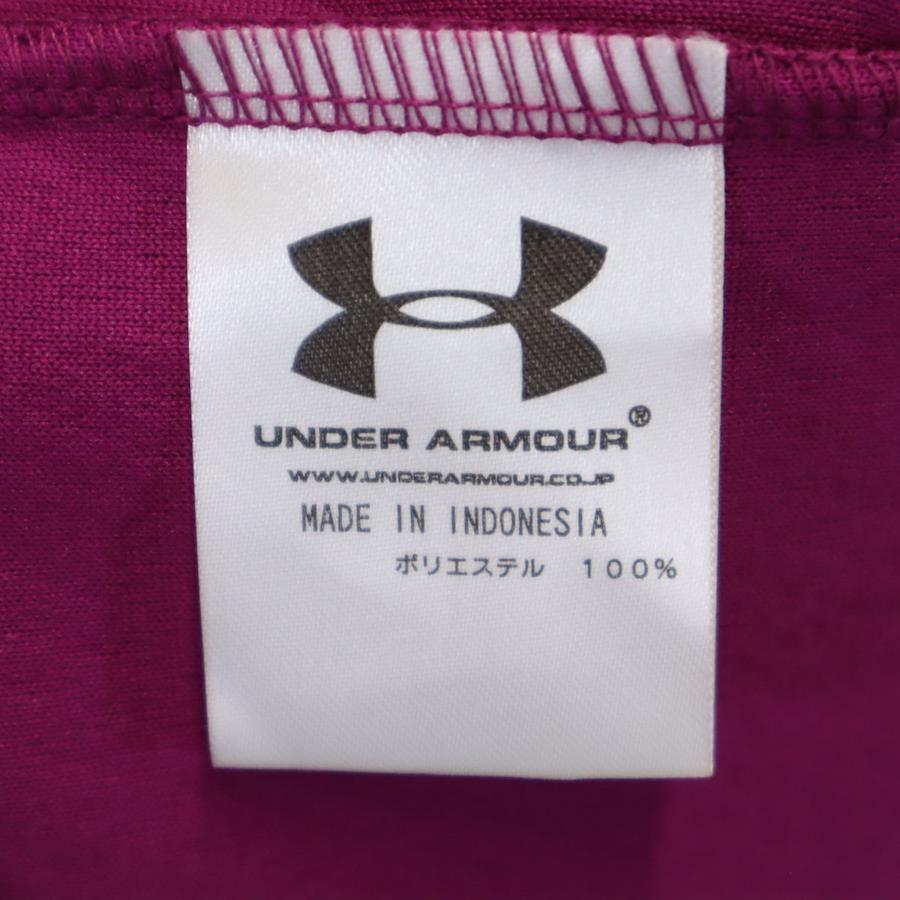 UNDER ARMOUR®
WWW.UNDERARMOUR.CO.JP
MADE IN INDONESIA
ポリエステル　１００％